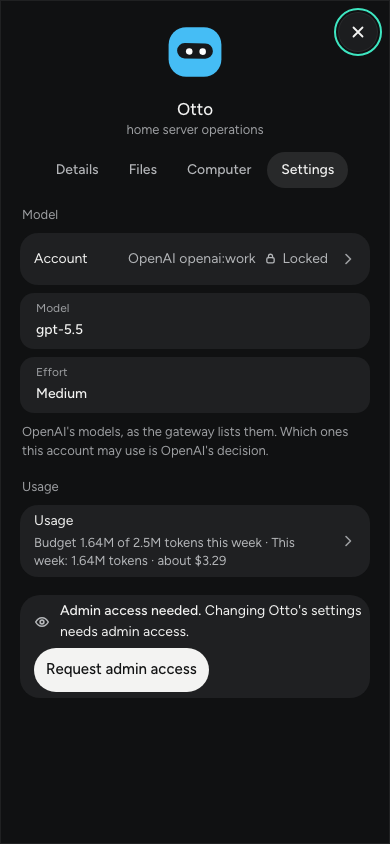 Otto
home server operations
Details Files Computer Settings
Model
Account OpenAI openai:work Locked
Model
gpt-5.5
Effort
Medium
OpenAI's models, as the gateway lists them. Which ones
this account may use is OpenAI's decision.
Usage
Usage
Budget 1.64M of 2.5M tokens this week · This
week: 1.64M tokens · about $3.29
Admin access needed. Changing Otto's settings
needs admin access.
Request admin access